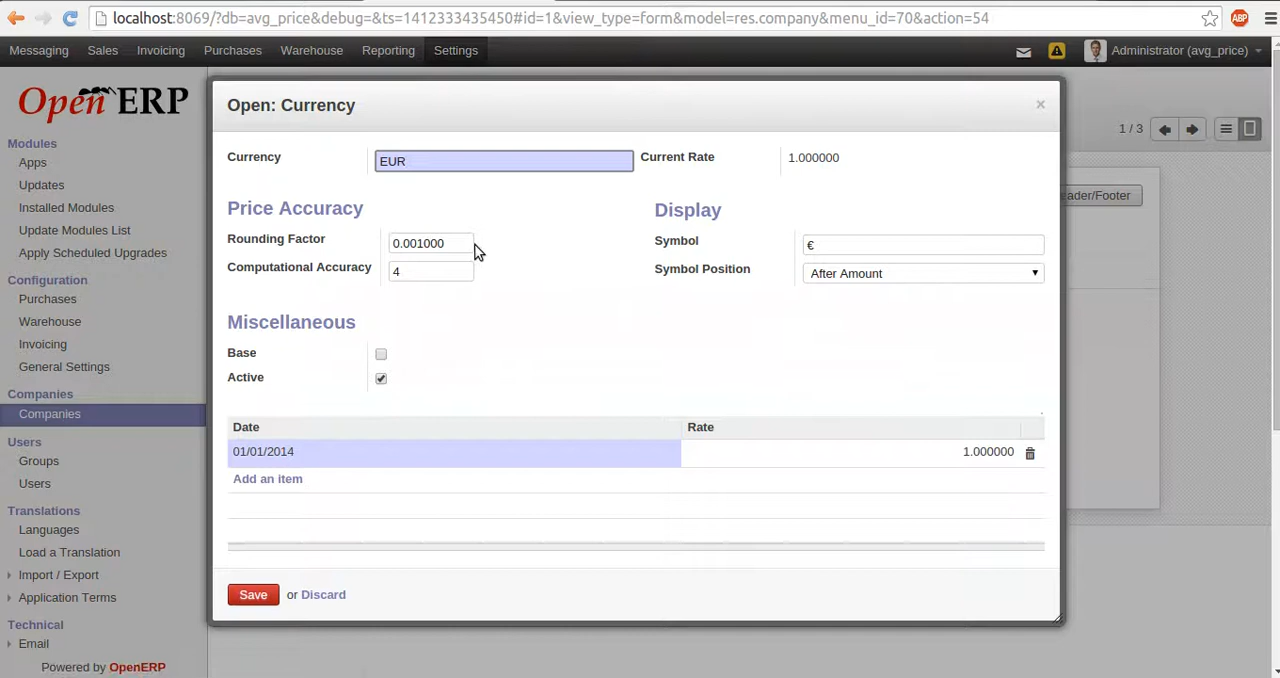 localhost:8069/?db=avg_price&debug=&ts=1412333435450#id=1&view_type=form&model=res.company&menu_id=70&action=54
ABP
Messaging Sales Invoicing Purchases Warehouse Reporting Settings Administrator (avg_price)
OpenERP
Modules
Apps
Updates
Installed Modules
Update Modules List
Apply Scheduled Upgrades
Configuration
Purchases
Warehouse
Invoicing
General Settings
Companies
Companies
Users
Groups
Users
Translations
Languages
Load a Translation
Import / Export
Application Terms
Technical
Email
Powered by OpenERP
1 / 3
eader/Footer
Open: Currency ×
Currency EUR Current Rate 1.000000
Price Accuracy
Rounding Factor 0.001000
Computational Accuracy 4
Display
Symbol €
Symbol Position After Amount
Miscellaneous
Base
Active
Date Rate
01/01/2014 1.000000
Add an item
Save or Discard